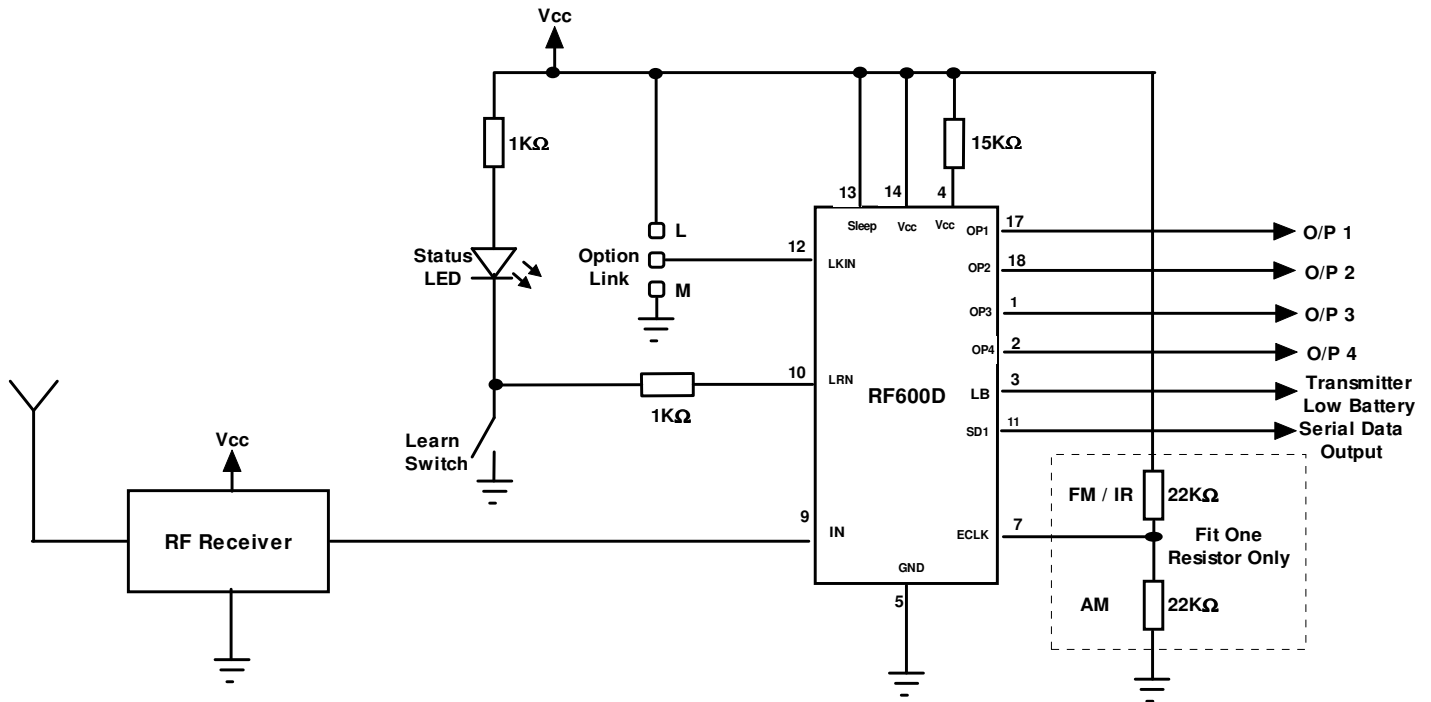 Vcc
1KΩ
15KΩ
13
14
4
Sleep
Vcc
Vcc
OP1
17
O/P 1
L
Option
Link
M
12
LKIN
OP2
18
O/P 2
Status
LED
OP3
1
O/P 3
OP4
2
O/P 4
10
LRN
1KΩ
RF600D
LB
3
Transmitter
Low Battery
SD1
11
Serial Data
Output
Learn
Switch
Vcc
RF Receiver
9
IN
ECLK
7
FM / IR
22KΩ
Fit One
Resistor Only
AM
22KΩ
GND
5